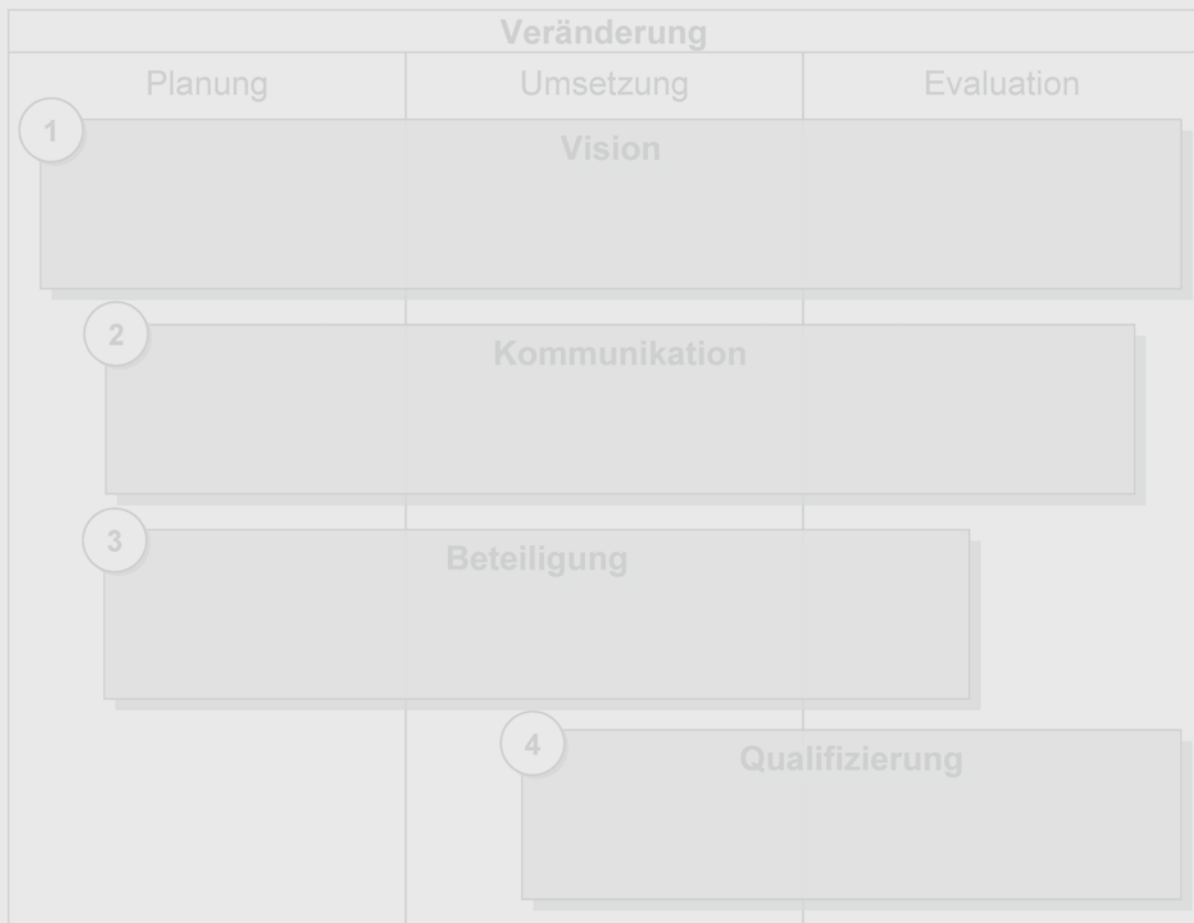 Veränderung
Planung Umsetzung Evaluation
1 Vision
2 Kommunikation
3 Beteiligung
4 Qualifizierung